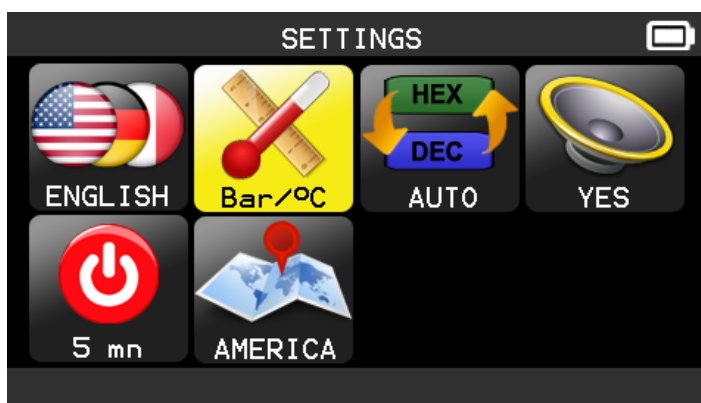 SETTINGS
ENGLISH
Bar/ºC
HEX
DEC
AUTO
YES
5 mn
AMERICA